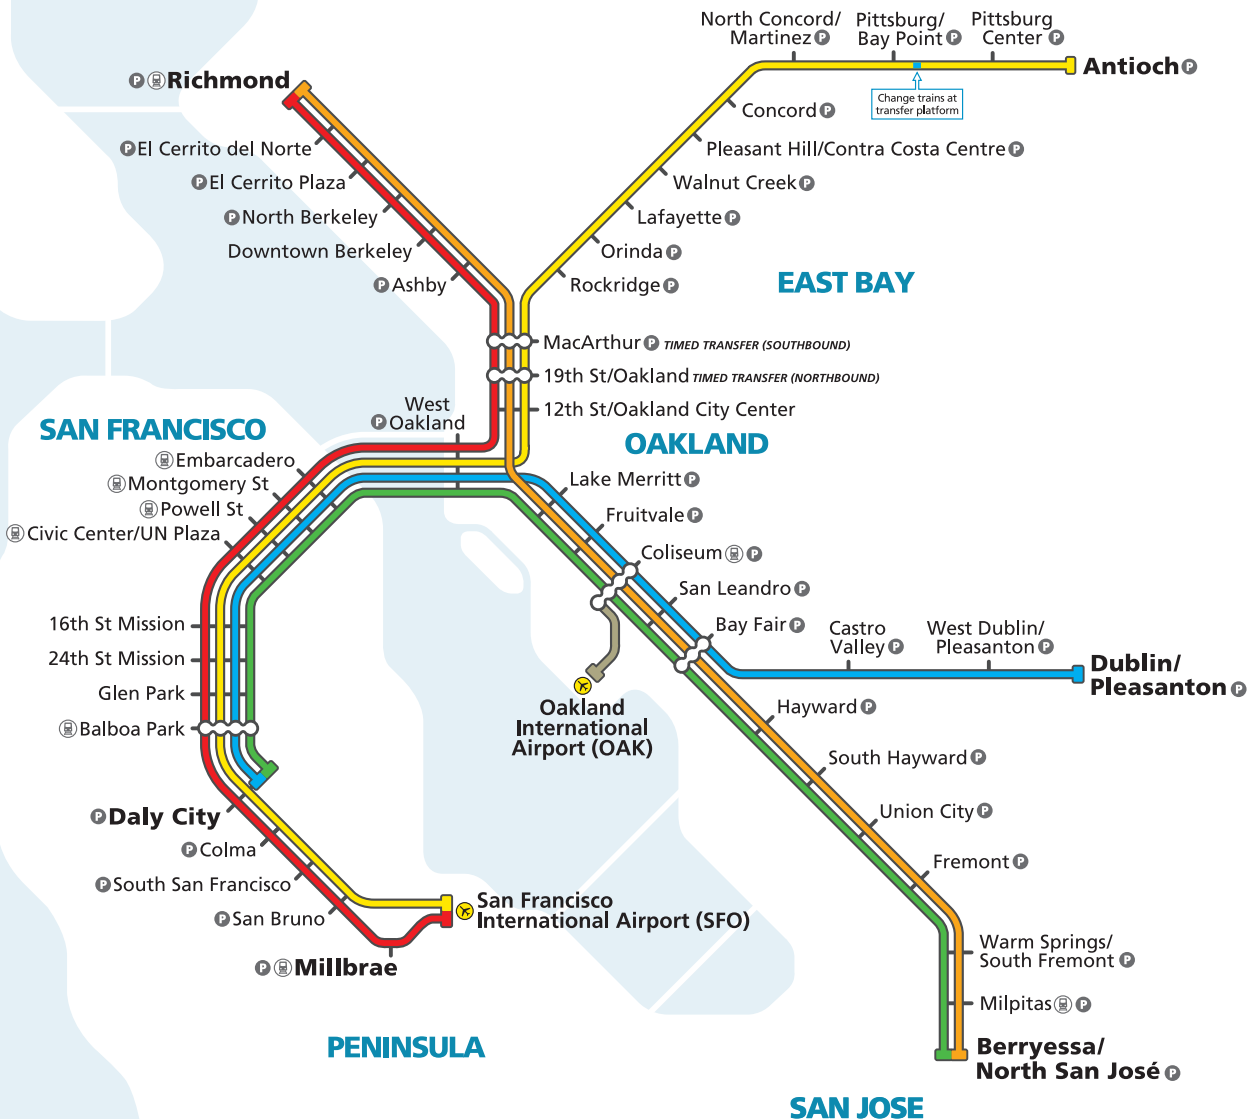 North Concord/
Martinez P
Pittsburg/
Bay Point P
Pittsburg
Center P
Antioch P
Change trains at
transfer platform
P Richmond
Concord P
P El Cerrito del Norte
Pleasant Hill/Contra Costa Centre P
P El Cerrito Plaza
Walnut Creek P
P North Berkeley
Lafayette P
Downtown Berkeley
Orinda P
P Ashby
Rockridge P
EAST BAY
MacArthur P TIMED TRANSFER (SOUTHBOUND)
19th St/Oakland TIMED TRANSFER (NORTHBOUND)
12th St/Oakland City Center
West
P Oakland
SAN FRANCISCO
OAKLAND
Embarcadero
Montgomery St
Powell St
Civic Center/UN Plaza
Lake Merritt P
Fruitvale P
Coliseum P
San Leandro P
Bay Fair P
Castro
Valley P
West Dublin/
Pleasanton P
Dublin/
Pleasanton P
16th St Mission
24th St Mission
Glen Park
Balboa Park
Oakland
International
Airport (OAK)
Hayward P
South Hayward P
Union City P
Fremont P
P Daly City
P Colma
P South San Francisco
P San Bruno
San Francisco
International Airport (SFO)
P Millbrae
Warm Springs/
South Fremont P
Milpitas P
Berryessa/
North San José P
PENINSULA
SAN JOSE